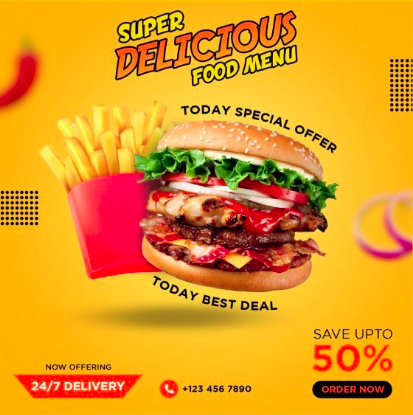 SUPER
DELICIOUS
FOOD MENU
TODAY SPECIAL OFFER
TODAY BEST DEAL
SAVE UPTO
50%
ORDER NOW
NOW OFFERING
24/7 DELIVERY
+123 456 7890